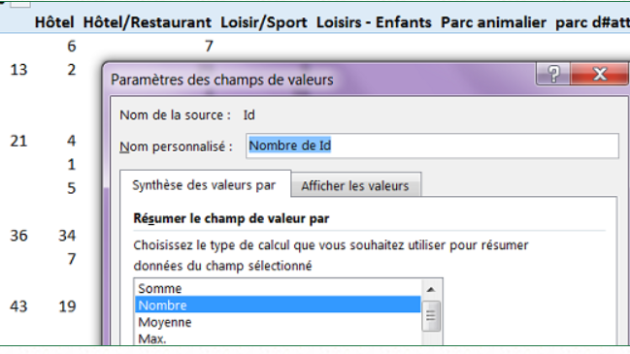 Hôtel Hôtel/Restaurant Loisir/Sport Loisirs - Enfants Parc animalier parc d#att
6 7
13 2
Paramètres des champs de valeurs
Nom de la source : Id
21 4
Nom personnalisé : Nombre de Id
1
5
Synthèse des valeurs par Afficher les valeurs
Résumer le champ de valeur par
36 34
Choisissez le type de calcul que vous souhaitez utiliser pour résumer
7
données du champ sélectionné
Somme
43 19
Nombre
Moyenne
Max.